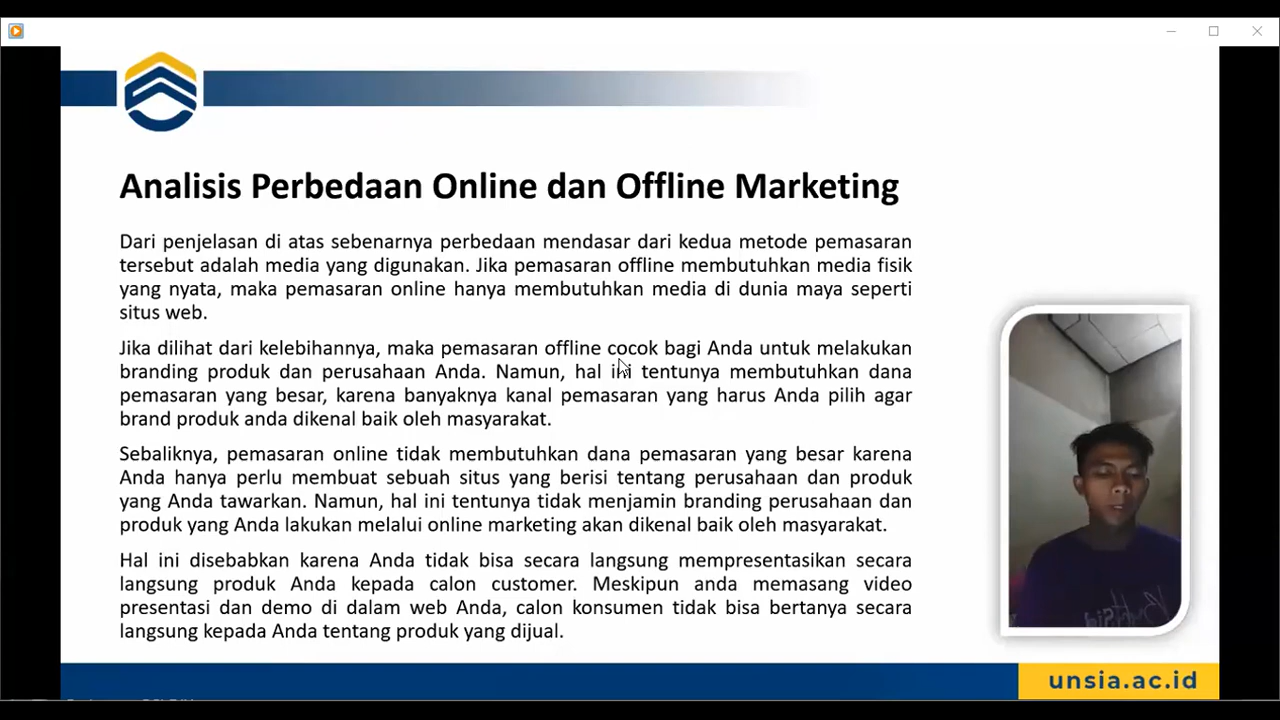 Analisis Perbedaan Online dan Offline Marketing
Dari penjelasan di atas sebenarnya perbedaan mendasar dari kedua metode pemasaran
tersebut adalah media yang digunakan. Jika pemasaran offline membutuhkan media fisik
yang nyata, maka pemasaran online hanya membutuhkan media di dunia maya seperti
situs web.
Jika dilihat dari kelebihannya, maka pemasaran offline cocok bagi Anda untuk melakukan
branding produk dan perusahaan Anda. Namun, hal ini tentunya membutuhkan dana
pemasaran yang besar, karena banyaknya kanal pemasaran yang harus Anda pilih agar
brand produk anda dikenal baik oleh masyarakat.
Sebaliknya, pemasaran online tidak membutuhkan dana pemasaran yang besar karena
Anda hanya perlu membuat sebuah situs yang berisi tentang perusahaan dan produk
yang Anda tawarkan. Namun, hal ini tentunya tidak menjamin branding perusahaan dan
produk yang Anda lakukan melalui online marketing akan dikenal baik oleh masyarakat.
Hal ini disebabkan karena Anda tidak bisa secara langsung mempresentasikan secara
langsung produk Anda kepada calon customer. Meskipun anda memasang video
presentasi dan demo di dalam web Anda, calon konsumen tidak bisa bertanya secara
langsung kepada Anda tentang produk yang dijual.
unsia.ac.id